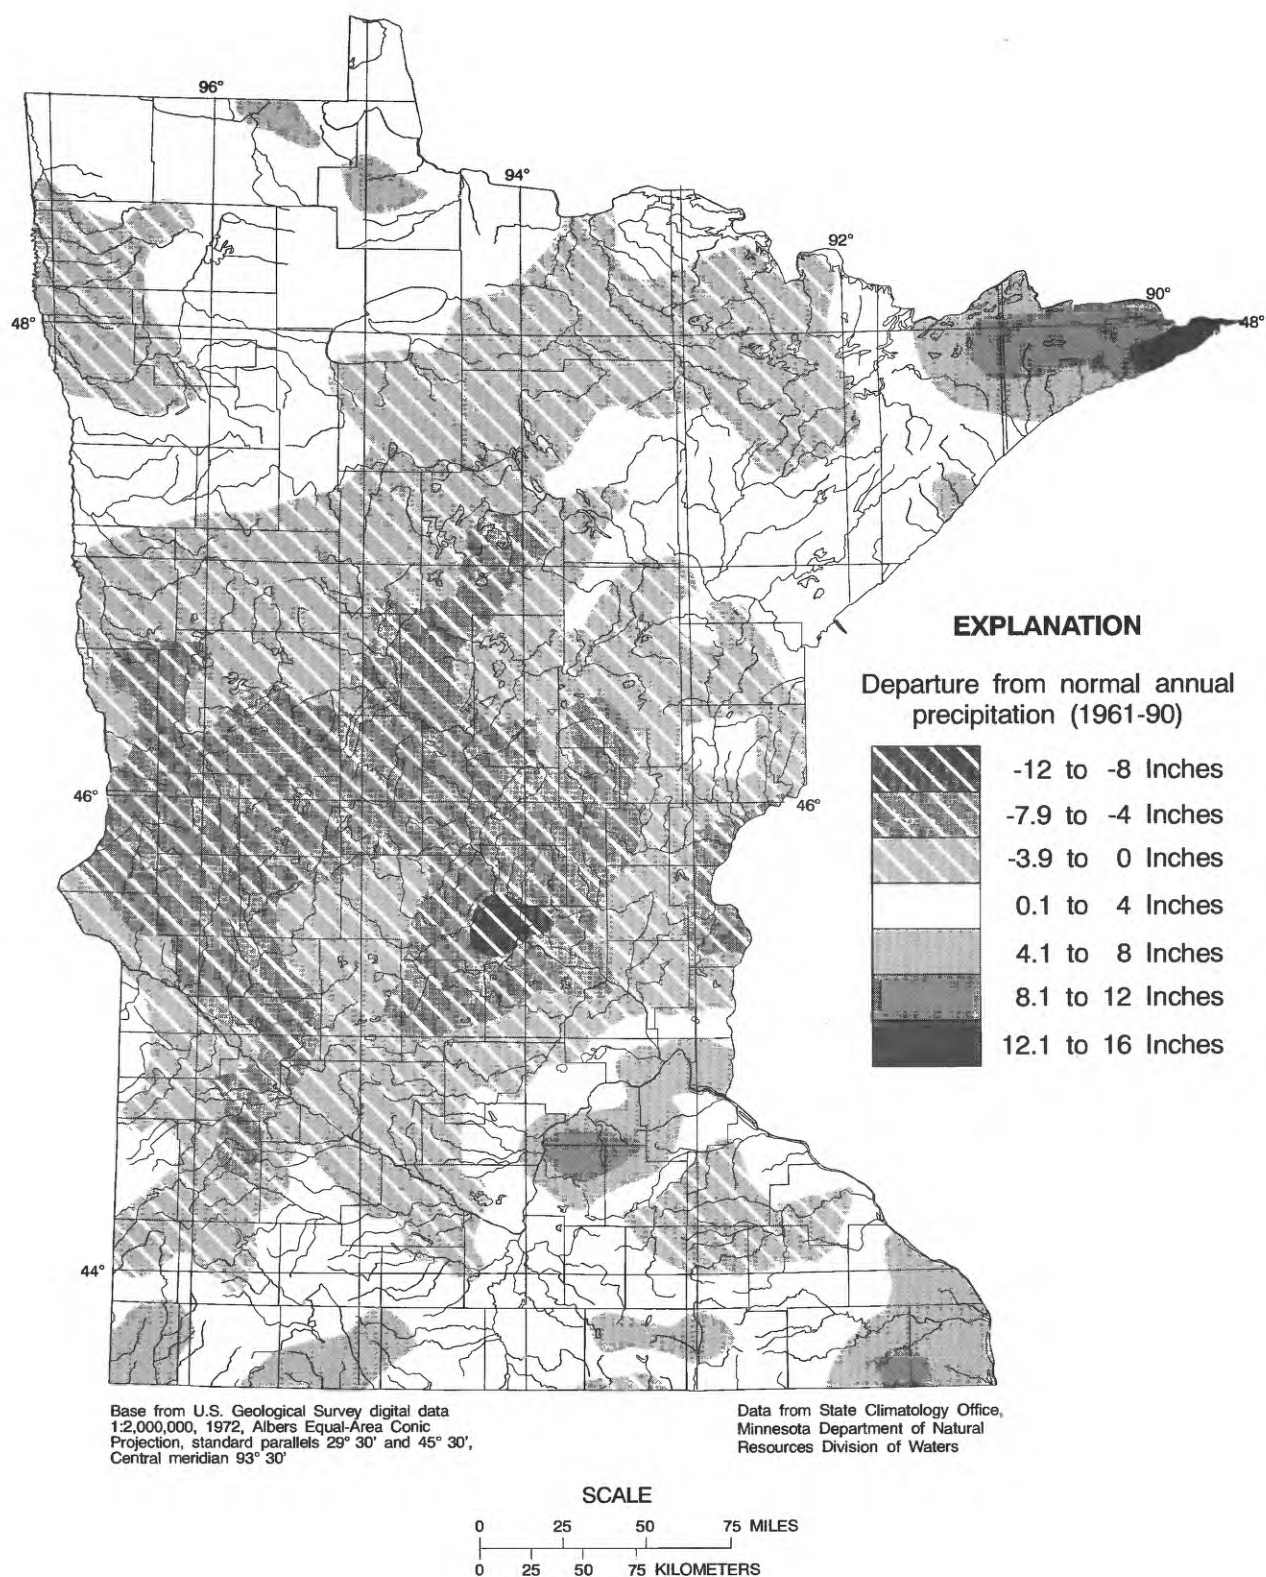 96°
94°
92°
90°
48°
48°
EXPLANATION
Departure from normal annual
precipitation (1961-90)
-12 to -8 Inches
-7.9 to -4 Inches
-3.9 to 0 Inches
0.1 to 4 Inches
4.1 to 8 Inches
8.1 to 12 Inches
12.1 to 16 Inches
46°
46°
44°
Base from U.S. Geological Survey digital data
1:2,000,000, 1972, Albers Equal-Area Conic
Projection, standard parallels 29° 30' and 45° 30',
Central meridian 93° 30'
Data from State Climatology Office,
Minnesota Department of Natural
Resources Division of Waters
SCALE
0 25 50 75 MILES
0 25 50 75 KILOMETERS